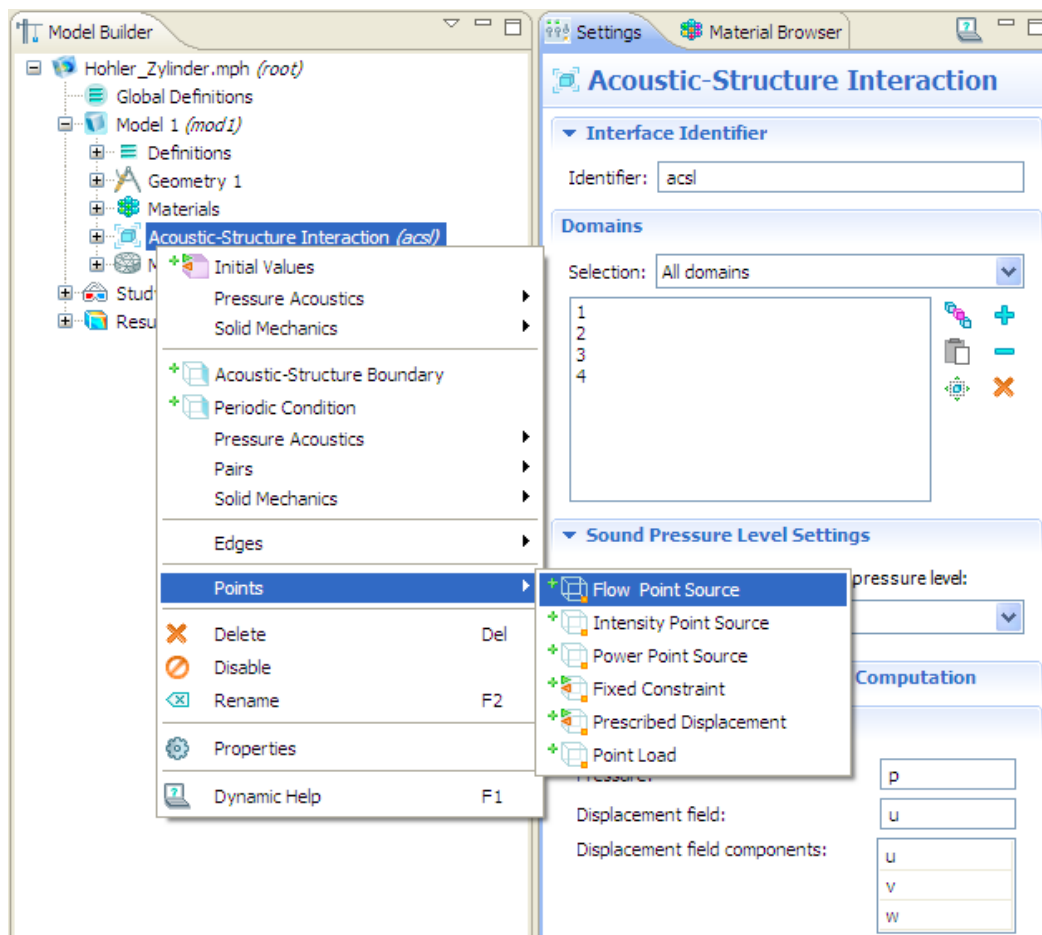 Model Builder
Hohler_Zylinder.mph (root)
Global Definitions
Model 1 (mod1)
Definitions
Geometry 1
Materials
Acoustic-Structure Interaction (acsl)
M
Stud
Resu
Initial Values
Pressure Acoustics
Solid Mechanics
Acoustic-Structure Boundary
Periodic Condition
Pressure Acoustics
Pairs
Solid Mechanics
Edges
Points
Delete Del
Disable
Rename F2
Properties
Dynamic Help F1
Flow Point Source
Intensity Point Source
Power Point Source
Fixed Constraint
Prescribed Displacement
Point Load
Settings
Material Browser
Acoustic-Structure Interaction
Interface Identifier
Identifier: acsl
Domains
Selection: All domains
1
2
3
4
Sound Pressure Level Settings
pressure level:
Computation
Pressure: p
Displacement field: u
Displacement field components: u
v
w